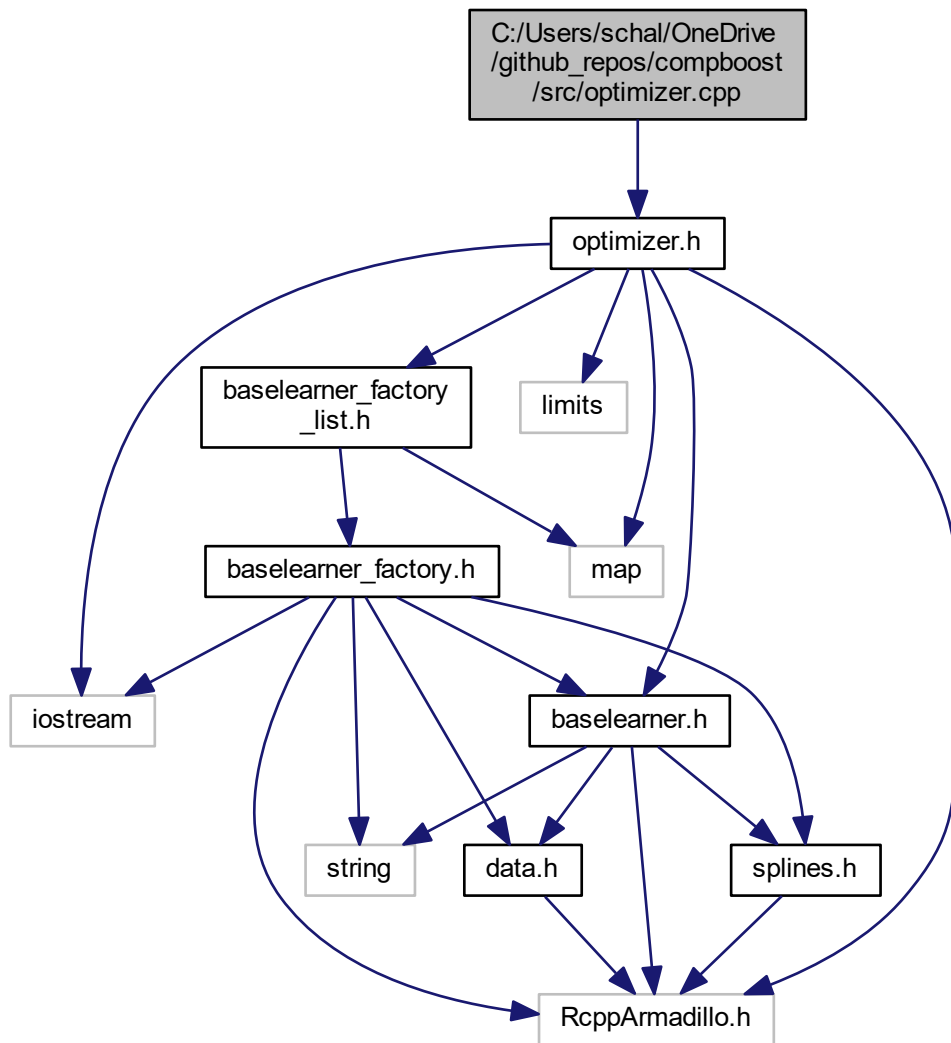 C:/Users/schal/OneDrive
/github_repos/compboost
/src/optimizer.cpp
optimizer.h
baselearner_factory
_list.h
limits
baselearner_factory.h
map
iostream
baselearner.h
string
data.h
splines.h
RcppArmadillo.h